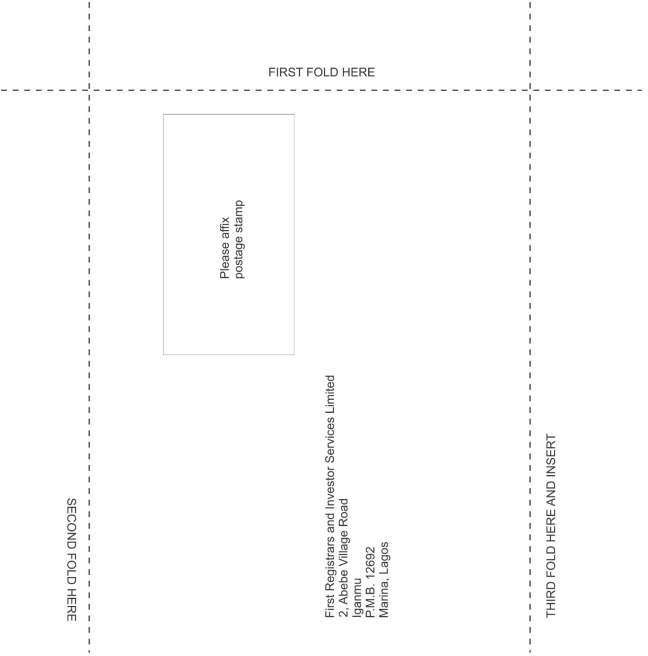 FIRST FOLD HERE
Please affix
postage stamp
First Registrars and Investor Services Limited
2, Abebe Village Road
Iganmu
P.M.B. 12692
Marina, Lagos
SECOND FOLD HERE
THIRD FOLD HERE AND INSERT